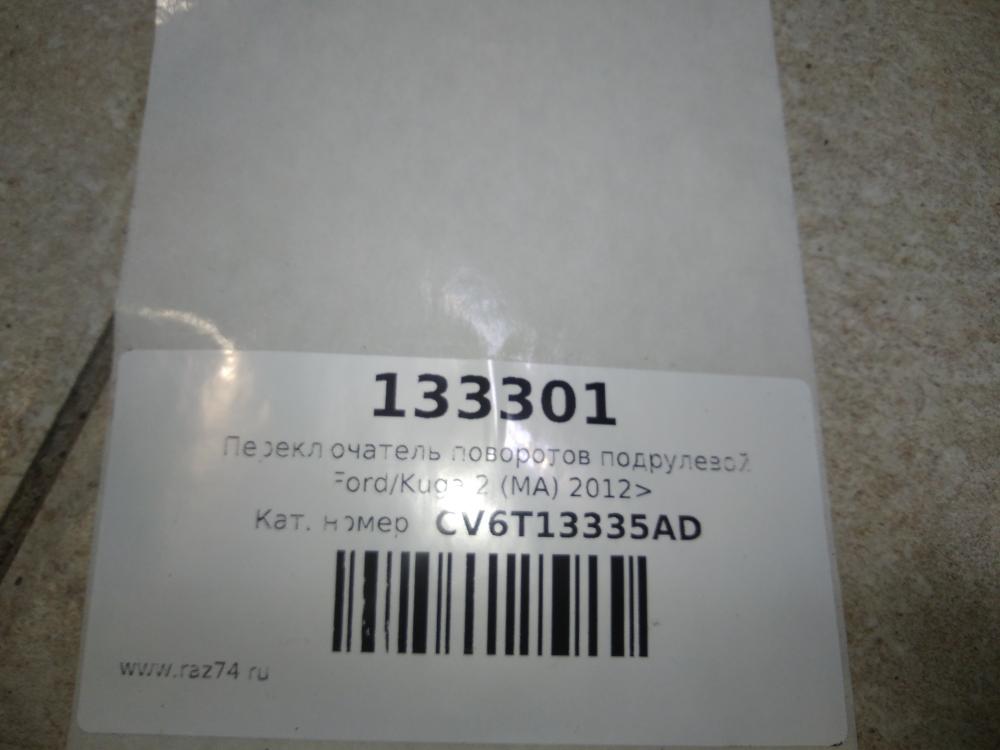 133301
Переключатель поворотов подрулевой
Ford/Kuga 2 (MA) 2012>
Кат. номер CV6T13335AD
www.raz74.ru